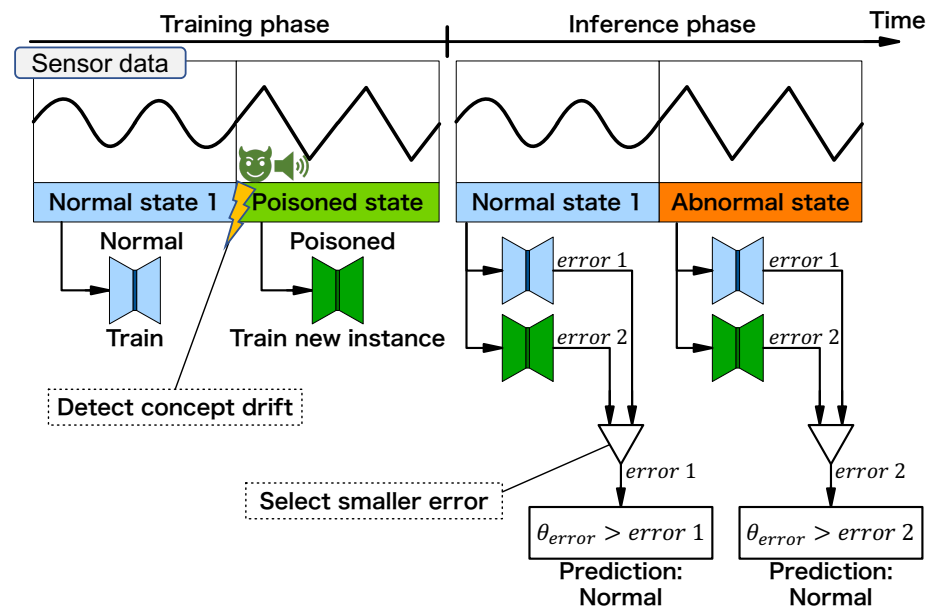 Training phase
Inference phase
Time
Sensor data
Normal state 1
Poisoned state
Normal state 1
Abnormal state
Normal
Poisoned
Train
Train new instance
error 1
error 2
error 1
error 2
Detect concept drift
error 1
error 2
Select smaller error
θ_error > error 1
θ_error > error 2
Prediction:
Normal
Prediction:
Normal